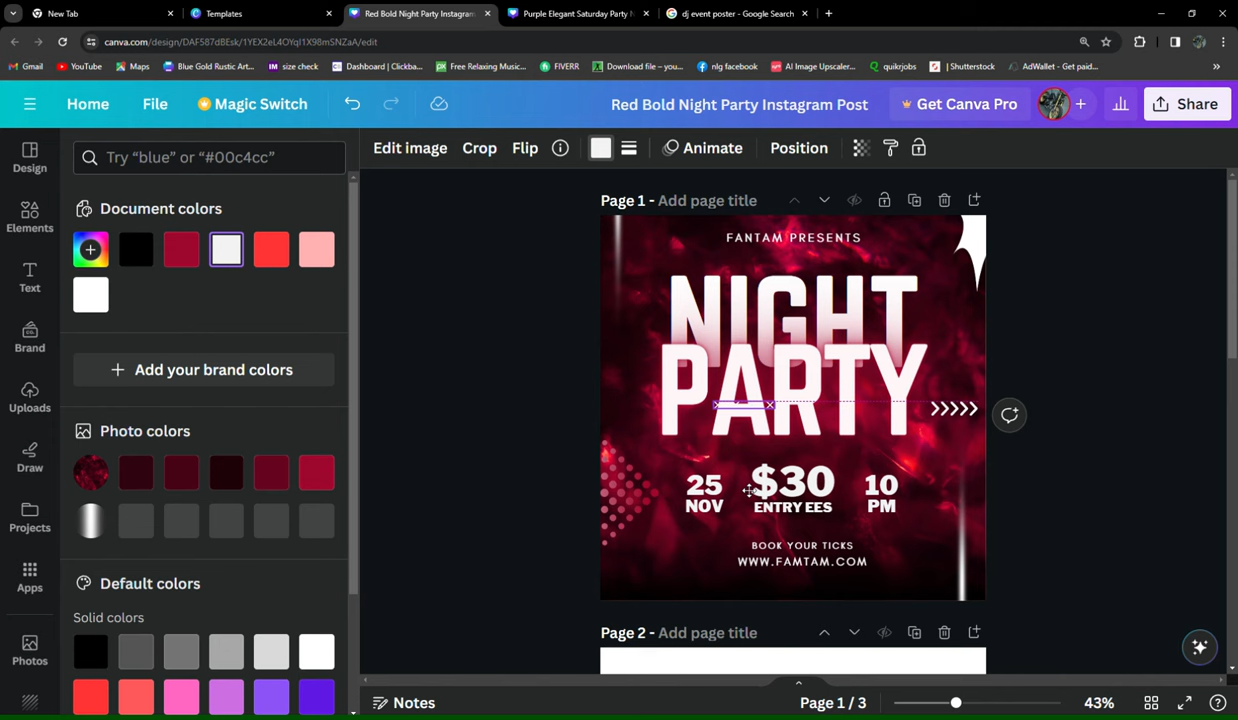 New Tab
Templates
Red Bold Night Party Instagram
Purple Elegant Saturday Party N
dj event poster - Google Search
canva.com/design/DAF587dBEsk/1YEX2eL4OYqI1X98mSNZaA/edit
Gmail
YouTube
Maps
Blue Gold Rustic Art...
size check
Dashboard | Clickba...
Free Relaxing Music...
FIVERR
Download file – you...
nlg facebook
AI Image Upscaler...
quikrjobs
| Shutterstock
AdWallet - Get paid...
Home
File
Magic Switch
Red Bold Night Party Instagram Post
Get Canva Pro
Share
Design
Elements
Text
Brand
Uploads
Draw
Projects
Apps
Photos
Try “blue” or “#00c4cc”
Document colors
Add your brand colors
Photo colors
Default colors
Solid colors
Edit image
Crop
Flip
Animate
Position
Page 1 - Add page title
FANTAM PRESENTS
NIGHT
PARTY
25
NOV
$30
ENTRY EES
10
PM
BOOK YOUR TICKS
WWW.FAMTAM.COM
Page 2 - Add page title
Notes
Page 1 / 3
43%